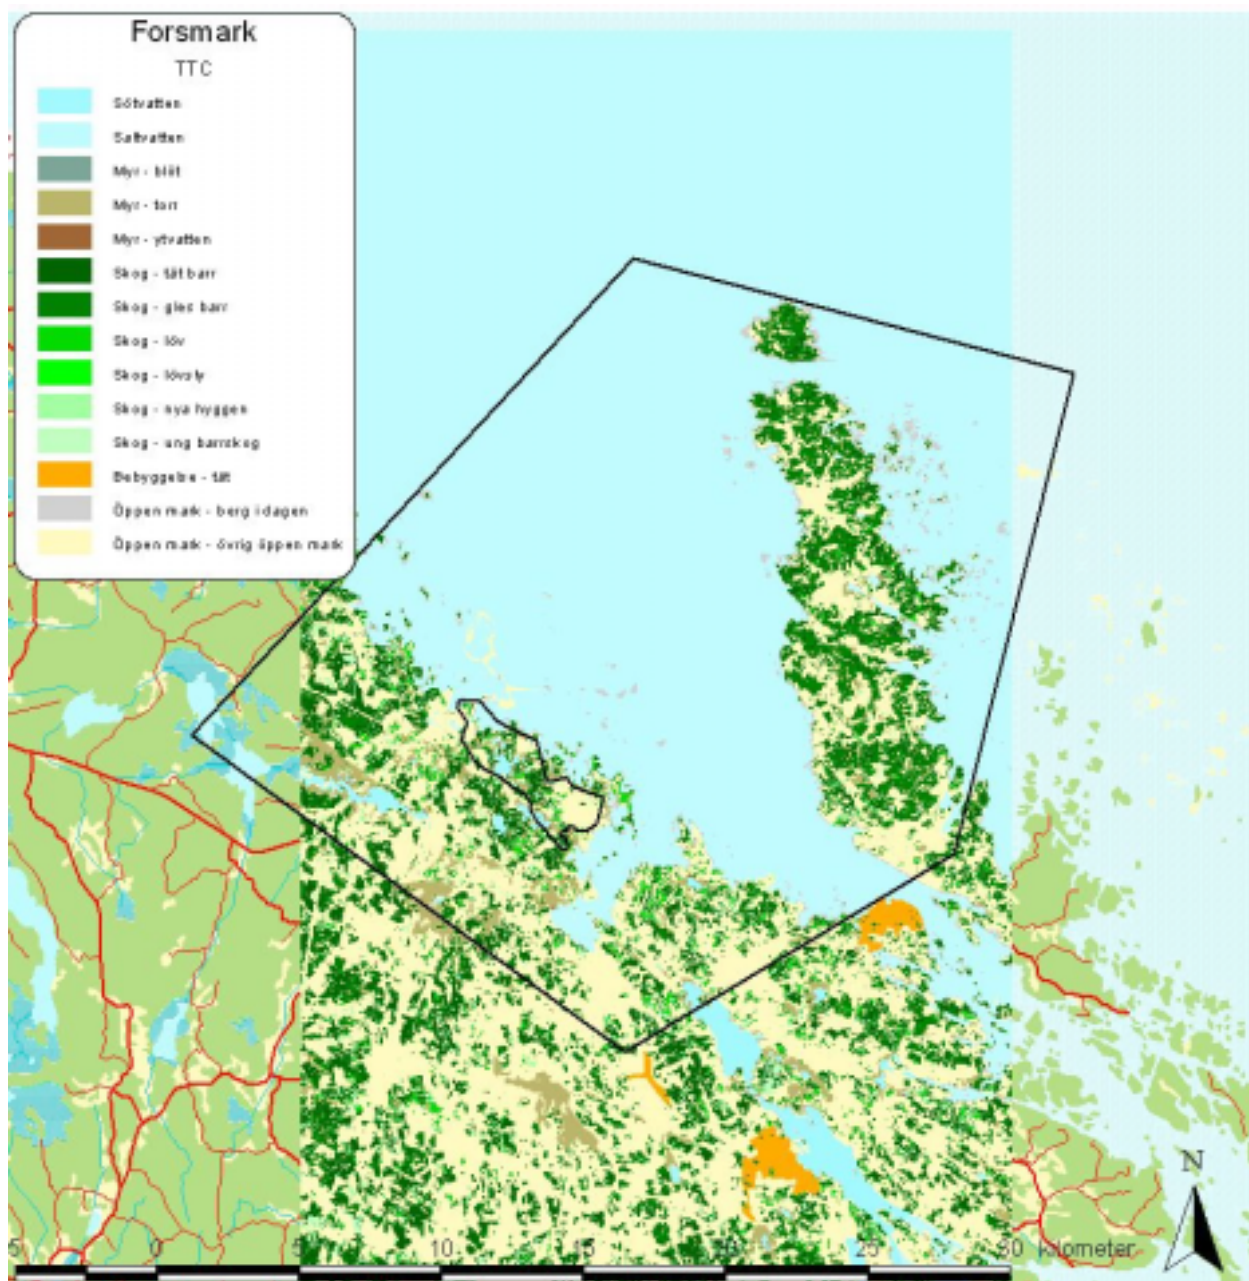 Forsmark
TTC
Sötvatten
Saltvatten
Myr - blöt
Myr - torr
Myr - ytvatten
Skog - tät barr
Skog - gles barr
Skog - löv
Skog - lövsly
Skog - nya hyggen
Skog - ung barrskog
Bebyggelse - tät
Öppen mark - berg i dagen
Öppen mark - övrig öppen mark
N
5 0 5 10 15 20 25 30 kilometer